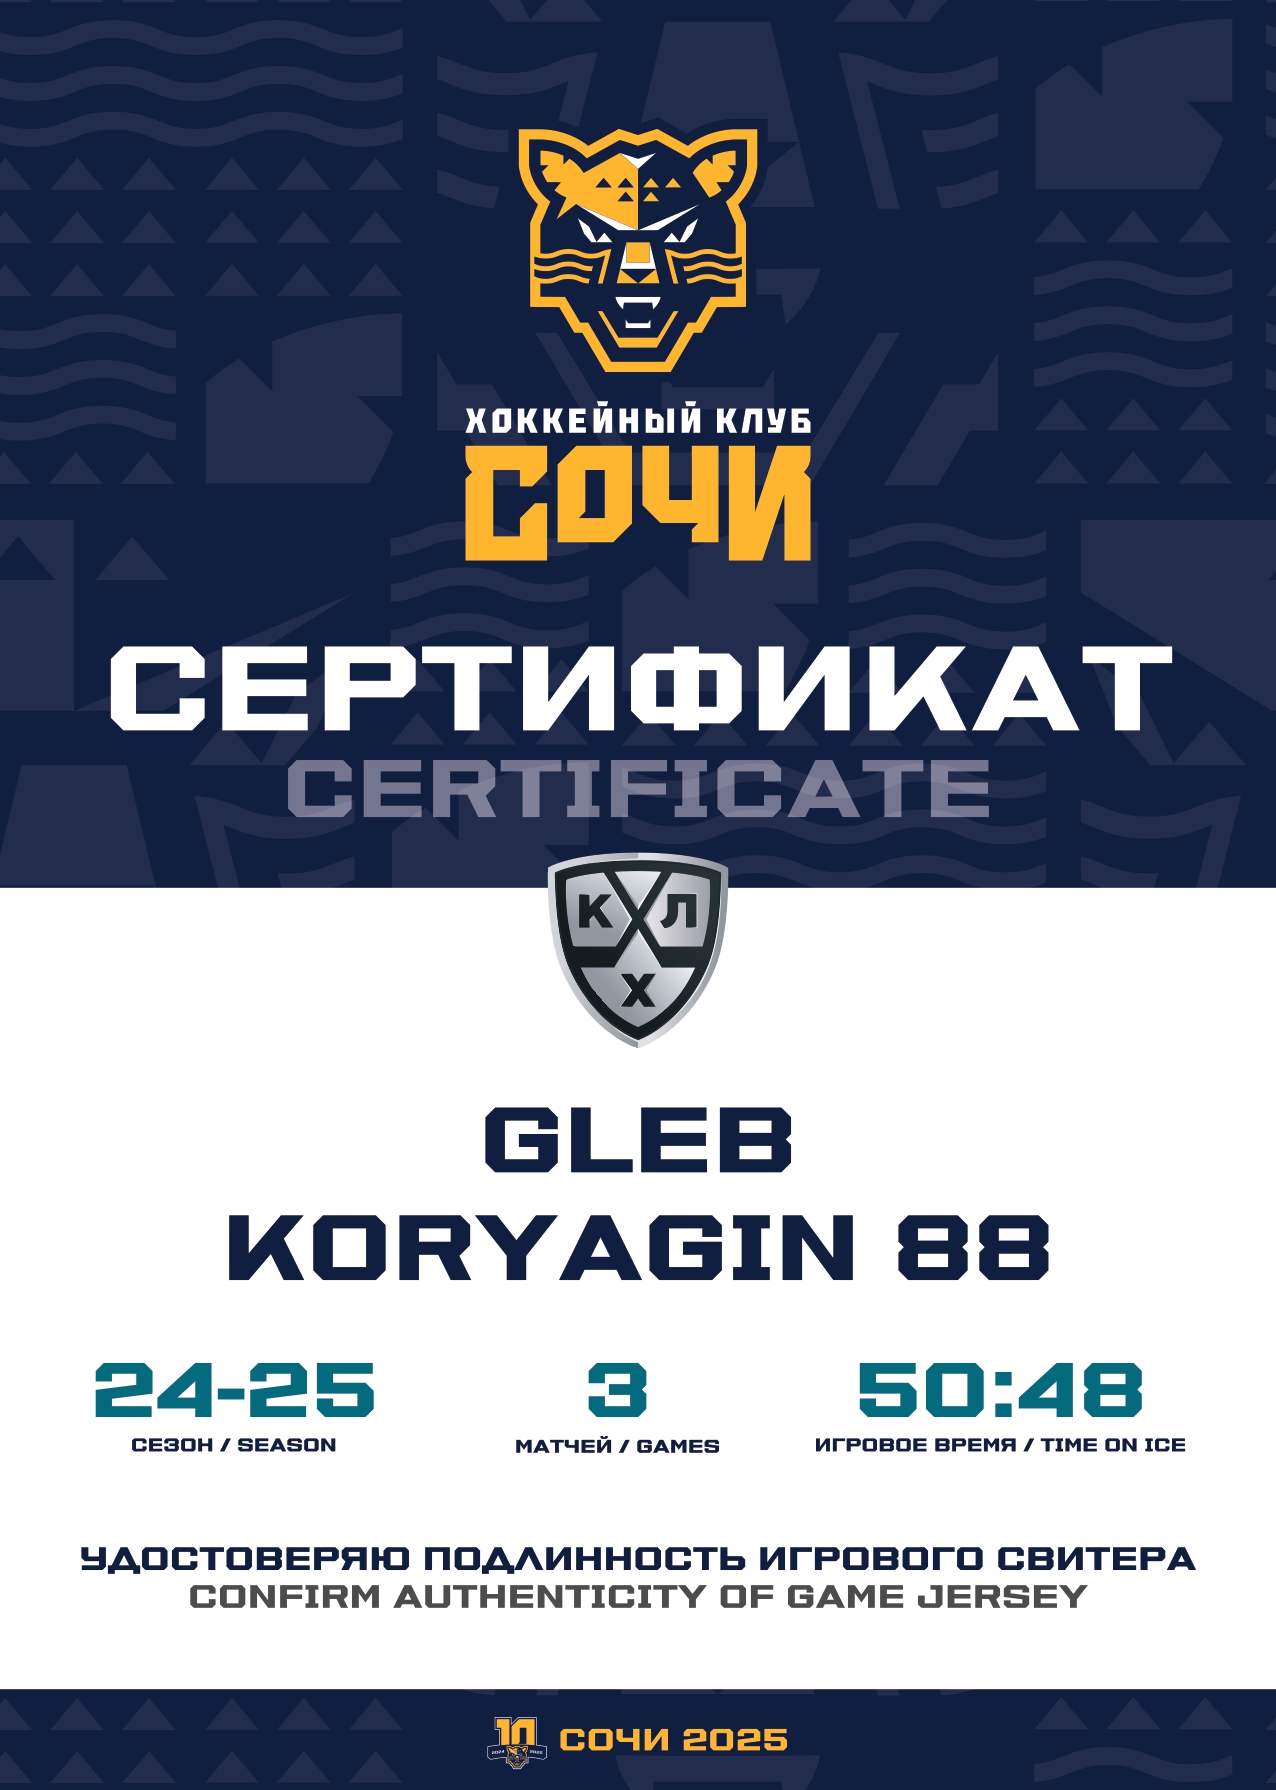 ХОККЕЙНЫЙ КЛУБ
СОЧИ
СЕРТИФИКАТ
CERTIFICATE
К Л
Х
GLEB
KORYAGIN 88
24-25 3 50:48
СЕЗОН / SEASON МАТЧЕЙ / GAMES ИГРОВОЕ ВРЕМЯ / TIME ON ICE
УДОСТОВЕРЯЮ ПОДЛИННОСТЬ ИГРОВОГО СВИТЕРА
CONFIRM AUTHENTICITY OF GAME JERSEY
10 СОЧИ 2025